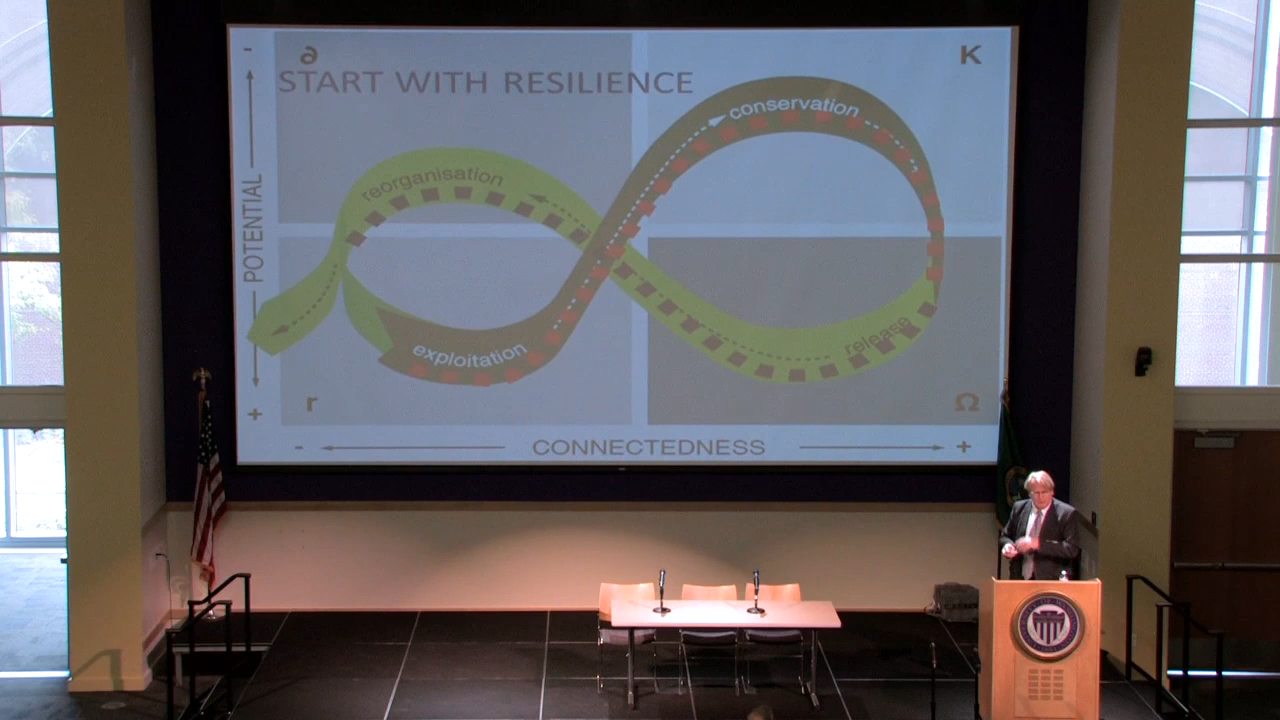 -
∂
K
START WITH RESILIENCE
conservation
reorganisation
POTENTIAL
exploitation
release
+
r
Ω
-
CONNECTEDNESS
+